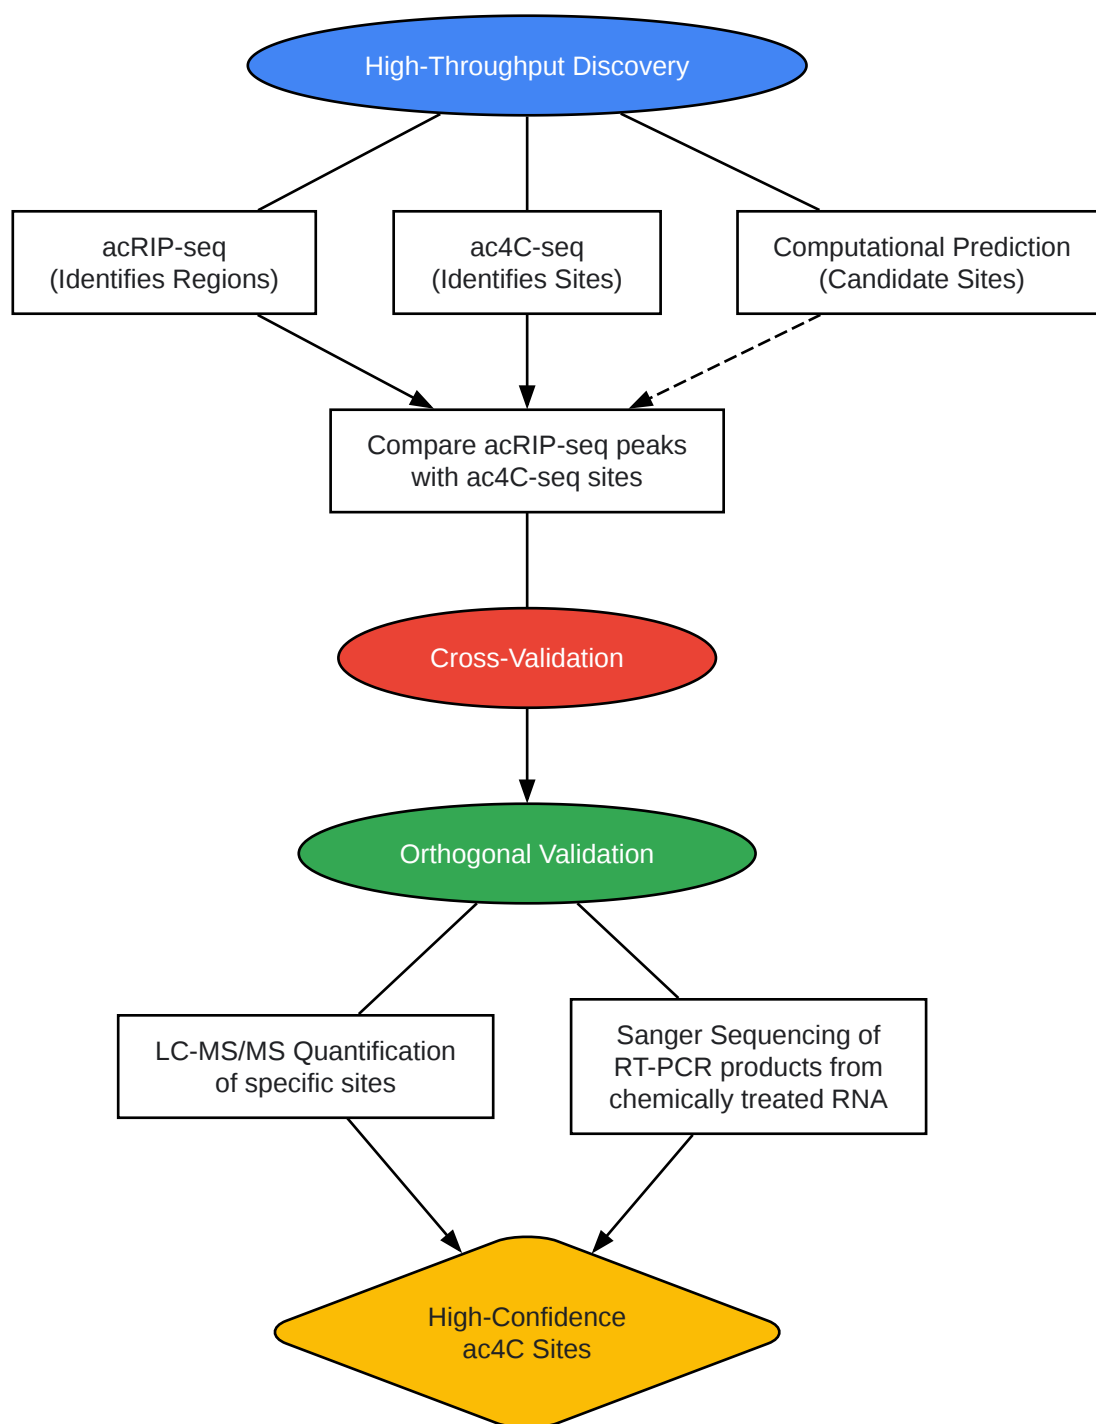 High-Throughput Discovery
acRIP-seq
(Identifies Regions)
ac4C-seq
(Identifies Sites)
Computational Prediction
(Candidate Sites)
Compare acRIP-seq peaks
with ac4C-seq sites
Cross-Validation
Orthogonal Validation
LC-MS/MS Quantification
of specific sites
Sanger Sequencing of
RT-PCR products from
chemically treated RNA
High-Confidence
ac4C Sites